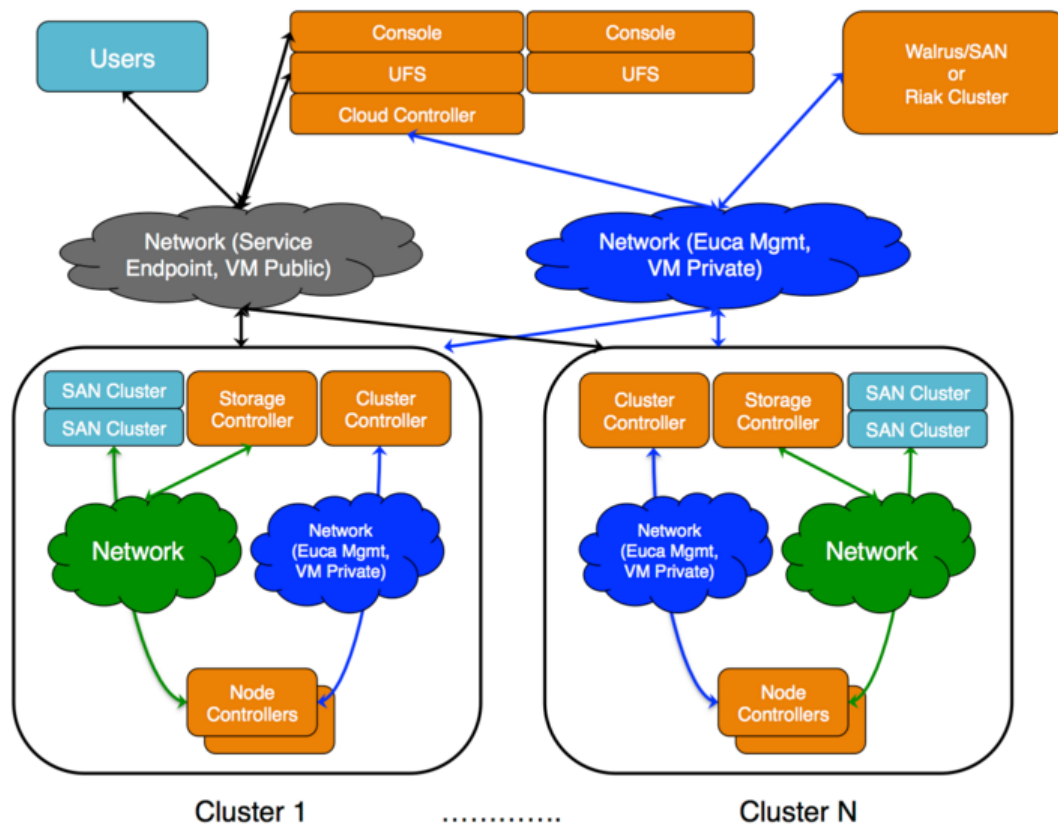 Users
Console
Console
UFS
UFS
Cloud Controller
Walrus/SAN
or
Riak Cluster
Network (Service
Endpoint, VM Public)
Network (Euca Mgmt,
VM Private)
SAN Cluster
SAN Cluster
Storage
Controller
Cluster
Controller
Network
Network
(Euca Mgmt,
VM Private)
Node
Controllers
Cluster
Controller
Storage
Controller
SAN Cluster
SAN Cluster
Network
(Euca Mgmt,
VM Private)
Network
Node
Controllers
Cluster 1
.............
Cluster N